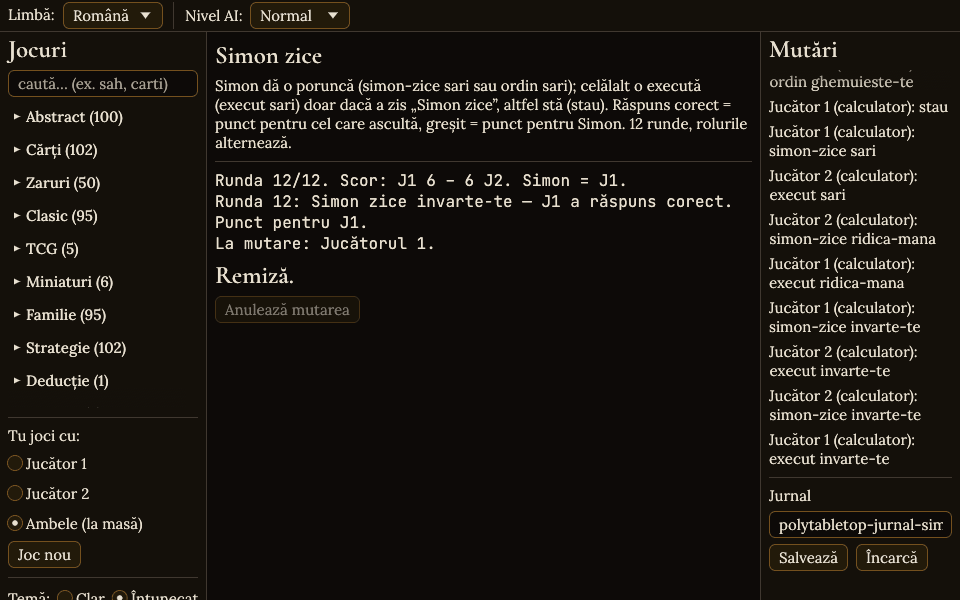 Limbă: Română ▼ Nivel AI: Normal ▼
Jocuri
caută... (ex. sah, carti)
▸ Abstract (100)
▸ Cărți (102)
▸ Zaruri (50)
▸ Clasic (95)
▸ TCG (5)
▸ Miniaturi (6)
▸ Familie (95)
▸ Strategie (102)
▸ Deducție (1)
Tu joci cu:
Jucător 1
Jucător 2
Ambele (la masă)
Joc nou
Temă: Clar Întunecat
Simon zice
Simon dă o poruncă (simon-zice sari sau ordin sari); celălalt o execută
(execut sari) doar dacă a zis „Simon zice”, altfel stă (stau). Răspuns corect =
punct pentru cel care ascultă, greșit = punct pentru Simon. 12 runde, rolurile
alternează.
Runda 12/12. Scor: J1 6 – 6 J2. Simon = J1.
Runda 12: Simon zice invarte-te — J1 a răspuns corect.
Punct pentru J1.
La mutare: Jucătorul 1.
Remiză.
Anulează mutarea
Mutări
ordin ghemuieste-te
Jucător 1 (calculator): stau
Jucător 1 (calculator):
simon-zice sari
Jucător 2 (calculator):
execut sari
Jucător 2 (calculator):
simon-zice ridica-mana
Jucător 1 (calculator):
execut ridica-mana
Jucător 1 (calculator):
simon-zice invarte-te
Jucător 2 (calculator):
execut invarte-te
Jucător 2 (calculator):
simon-zice invarte-te
Jucător 1 (calculator):
execut invarte-te
Jurnal
polytabletop-jurnal-sim
Salvează Încarcă